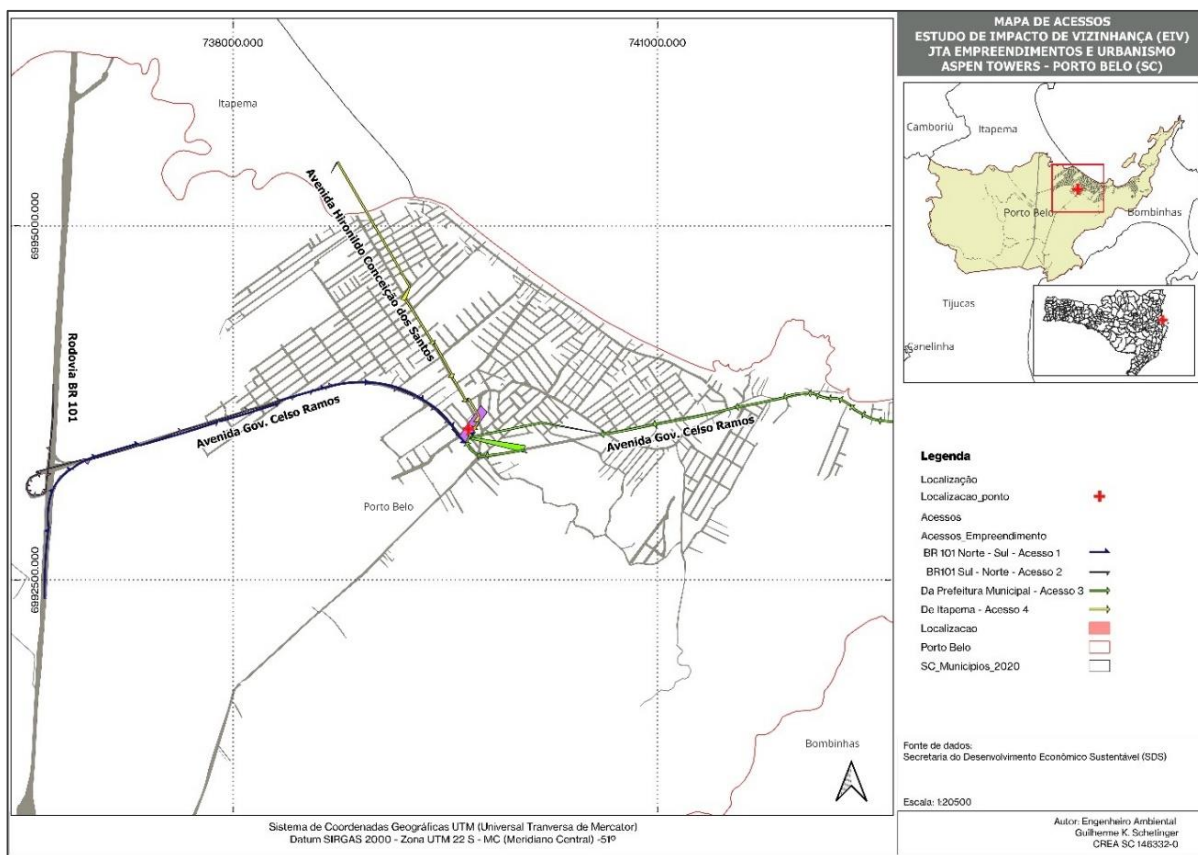 738000.000
741000.000
6995000.000
6992500.000
Itapema
Avenida Hironildo Conceição dos Santos
Rodovia BR 101
Avenida Gov. Celso Ramos
Avenida Gov. Celso Ramos
Porto Belo
Bombinhas
Sistema de Coordenadas Geográficas UTM (Universal Tranversa de Mercator)
Datum SIRGAS 2000 - Zona UTM 22 S - MC (Meridiano Central) -51º
MAPA DE ACESSOS
ESTUDO DE IMPACTO DE VIZINHANÇA (EIV)
JTA EMPREENDIMENTOS E URBANISMO
ASPEN TOWERS - PORTO BELO (SC)
Camboriú
Itapema
Porto Belo
Bombinhas
Tijucas
Canelinha
Legenda
Localização
Localizacao_ponto
Acessos
Acessos_Empreendimento
BR 101 Norte - Sul - Acesso 1
BR101 Sul - Norte - Acesso 2
Da Prefeitura Municipal - Acesso 3
De Itapema - Acesso 4
Localizacao
Porto Belo
SC_Municípios_2020
Fonte de dados:
Secretaria do Desenvolvimento Econômico Sustentável (SDS)
Escala: 1:20500
Autor: Engenheiro Ambiental
Guilherme K. Schetinger
CREA SC 146332-0